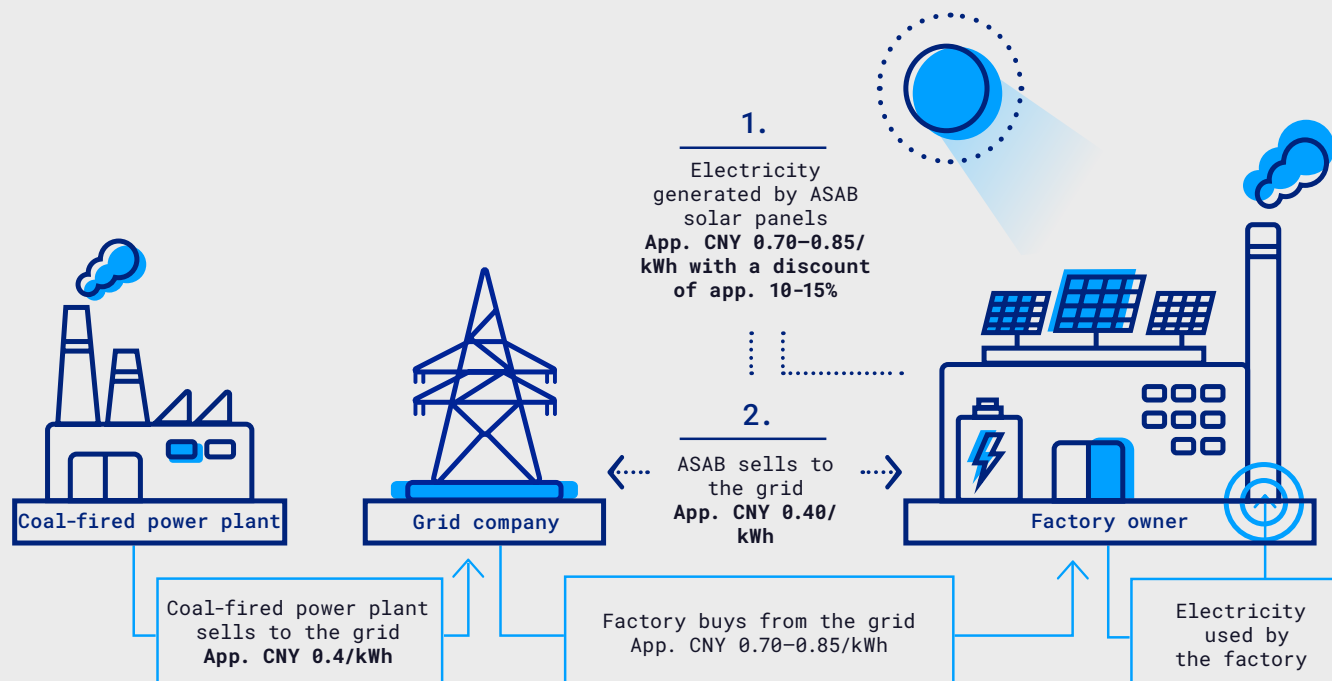 1.
Electricity
generated by ASAB
solar panels
App. CNY 0.70–0.85/
kWh with a discount
of app. 10-15%
2.
ASAB sells to
the grid
App. CNY 0.40/
kWh
Coal-fired power plant
Grid company
Factory owner
Coal-fired power plant
sells to the grid
App. CNY 0.4/kWh
Factory buys from the grid
App. CNY 0.70–0.85/kWh
Electricity
used by
the factory